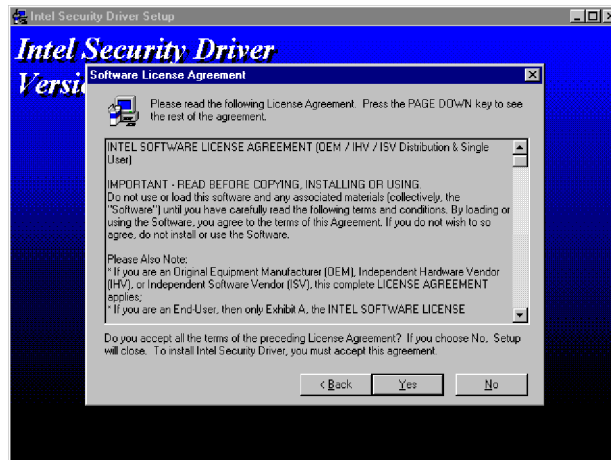 Intel Security Driver Setup
Intel Security Driver
Versi
Software License Agreement
Please read the following License Agreement. Press the PAGE DOWN key to see
the rest of the agreement.
INTEL SOFTWARE LICENSE AGREEMENT (OEM / IHV / ISV Distribution & Single
User)
IMPORTANT - READ BEFORE COPYING, INSTALLING OR USING.
Do not use or load this software and any associated materials (collectively, the
"Software") until you have carefully read the following terms and conditions. By loading or
using the Software, you agree to the terms of this Agreement. If you do not wish to so
agree, do not install or use the Software.
Please Also Note:
* If you are an Original Equipment Manufacturer (OEM), Independent Hardware Vendor
(IHV), or Independent Software Vendor (ISV), this complete LICENSE AGREEMENT
applies;
* If you are an End-User, then only Exhibit A, the INTEL SOFTWARE LICENSE
Do you accept all the terms of the preceding License Agreement? If you choose No, Setup
will close. To install Intel Security Driver, you must accept this agreement.
< Back
Yes
No